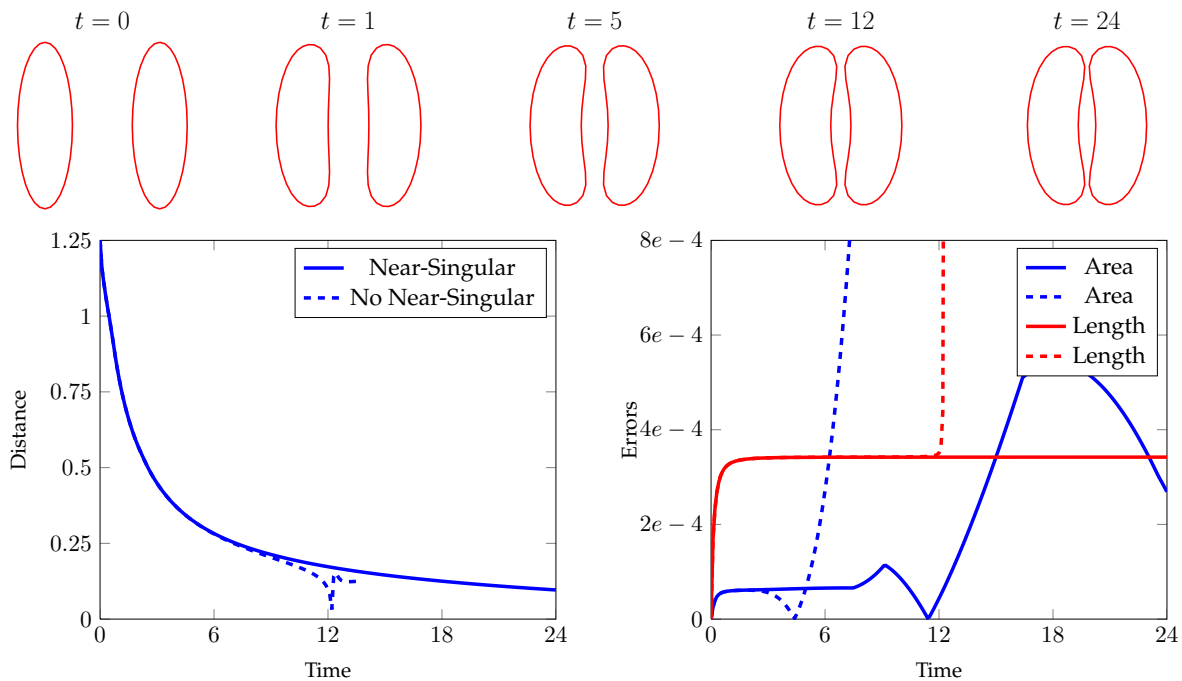 t = 0
t = 1
t = 5
t = 12
t = 24
1.25
1
0.75
0.5
0.25
0
Distance
Near-Singular
No Near-Singular
0
6
12
18
24
Time
8e − 4
6e − 4
4e − 4
2e − 4
0
Errors
Area
Area
Length
Length
0
6
12
18
24
Time